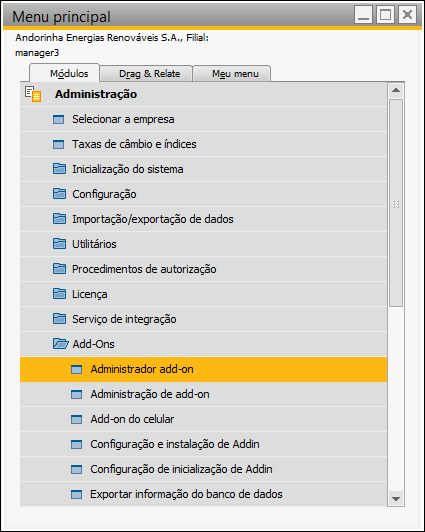 Menu principal
Andorinha Energias Renováveis S.A., Filial:
manager3
Módulos Drag & Relate Meu menu
Administração
Selecionar a empresa
Taxas de câmbio e índices
Inicialização do sistema
Configuração
Importação/exportação de dados
Utilitários
Procedimentos de autorização
Licença
Serviço de integração
Add-Ons
Administrador add-on
Administração de add-on
Add-on do celular
Configuração e instalação de Addin
Configuração de inicialização de Addin
Exportar informação do banco de dados